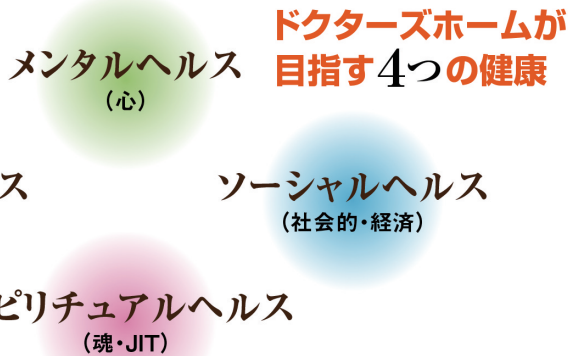 ドクターズホームが
目指す4つの健康
メンタルヘルス
（心）
ス
ソーシャルヘルス
（社会的・経済）
ピリチュアルヘルス
（魂・JIT）